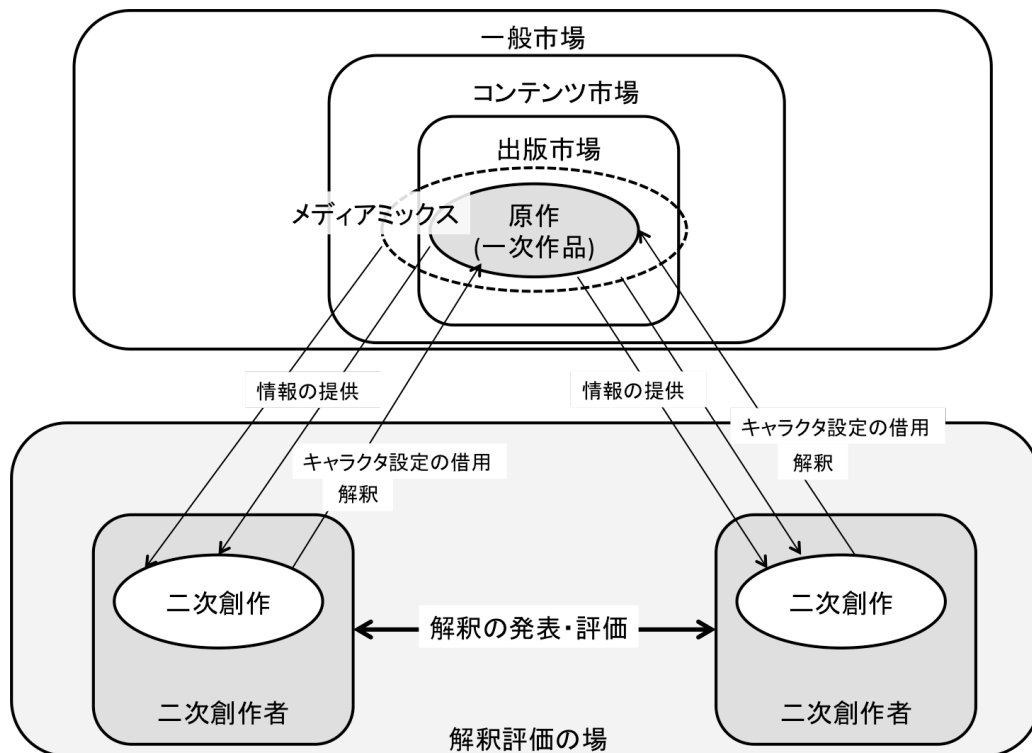 一般市場
コンテンツ市場
出版市場
メディアミックス
原作
(一次作品)
情報の提供
情報の提供
キャラクタ設定の借用
解釈
キャラクタ設定の借用
解釈
二次創作
二次創作
解釈の発表・評価
二次創作者
二次創作者
解釈評価の場